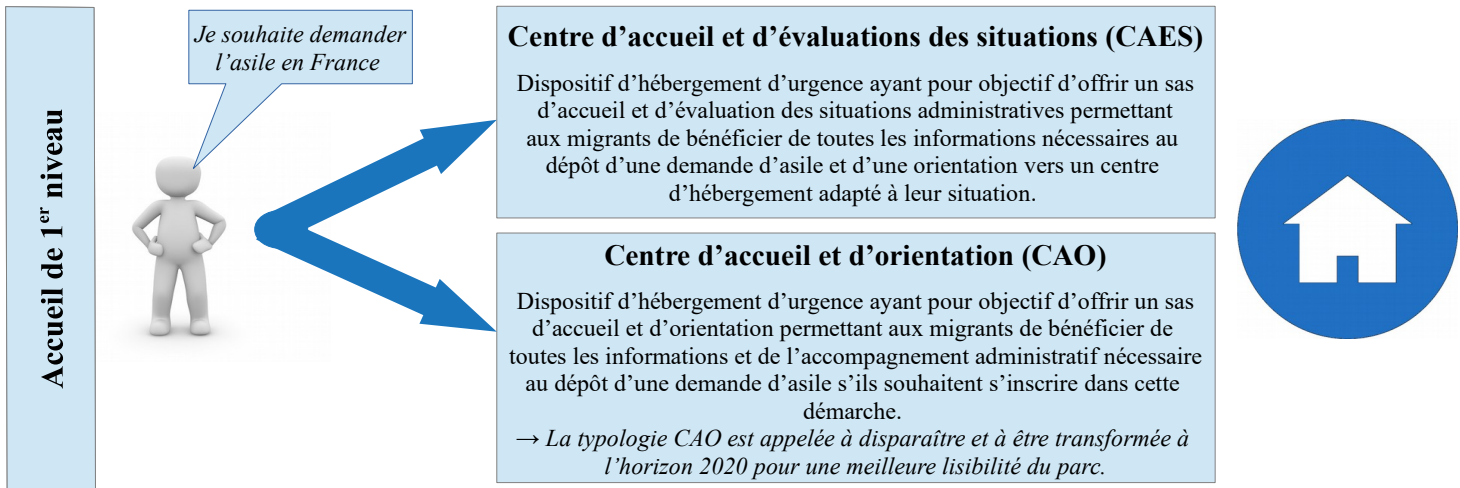 Accueil de 1er niveau
Je souhaite demander
l’asile en France
Centre d’accueil et d’évaluations des situations (CAES)
Dispositif d’hébergement d’urgence ayant pour objectif d’offrir un sas
d’accueil et d’évaluation des situations administratives permettant
aux migrants de bénéficier de toutes les informations nécessaires au
dépôt d’une demande d’asile et d’une orientation vers un centre
d’hébergement adapté à leur situation.
Centre d’accueil et d’orientation (CAO)
Dispositif d’hébergement d’urgence ayant pour objectif d’offrir un sas
d’accueil et d’orientation permettant aux migrants de bénéficier de
toutes les informations et de l’accompagnement administratif nécessaire
au dépôt d’une demande d’asile s’ils souhaitent s’inscrire dans cette
démarche.
→ La typologie CAO est appelée à disparaître et à être transformée à
l’horizon 2020 pour une meilleure lisibilité du parc.